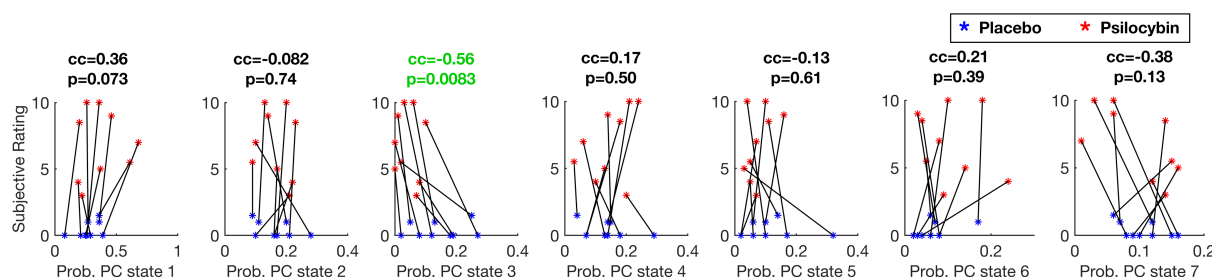 * Placebo * Psilocybin
cc=0.36
p=0.073
cc=-0.082
p=0.74
cc=-0.56
p=0.0083
cc=0.17
p=0.50
cc=-0.13
p=0.61
cc=0.21
p=0.39
cc=-0.38
p=0.13
Subjective Rating
10
5
0
0 0.5 1
Prob. PC state 1
10
5
0
0 0.2 0.4
Prob. PC state 2
10
5
0
0 0.2 0.4
Prob. PC state 3
10
5
0
0 0.2 0.4
Prob. PC state 4
10
5
0
0 0.2 0.4
Prob. PC state 5
10
5
0
0 0.2
Prob. PC state 6
10
5
0
0 0.1 0.2
Prob. PC state 7